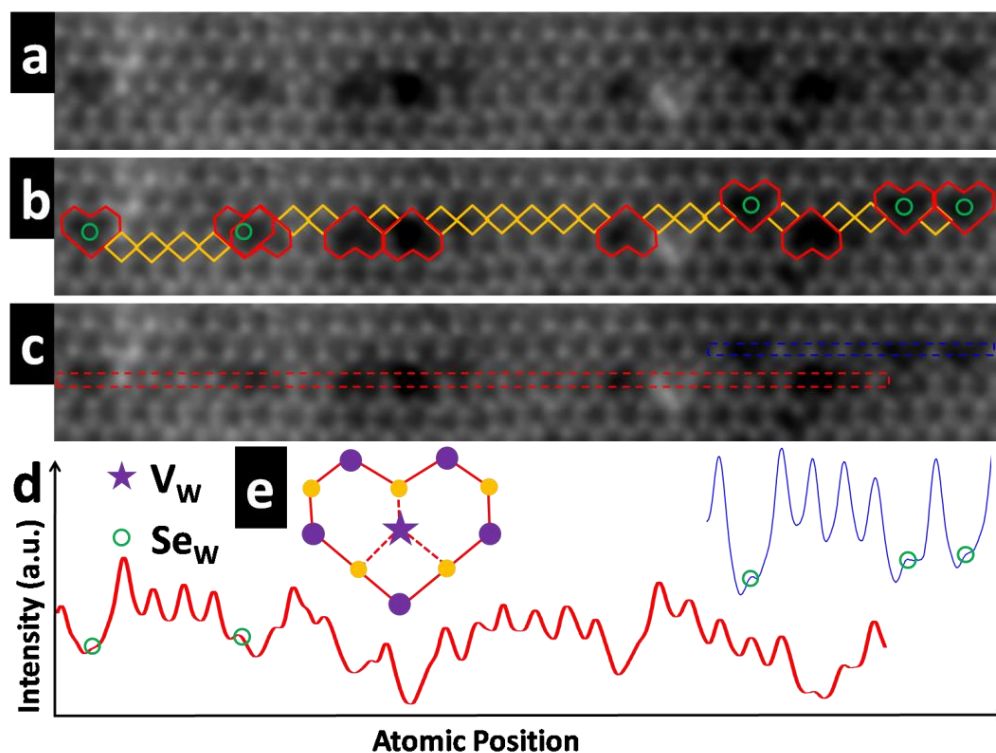 a
b
c
d
e
★ V_W
○ Se_W
Intensity (a.u.)
Atomic Position